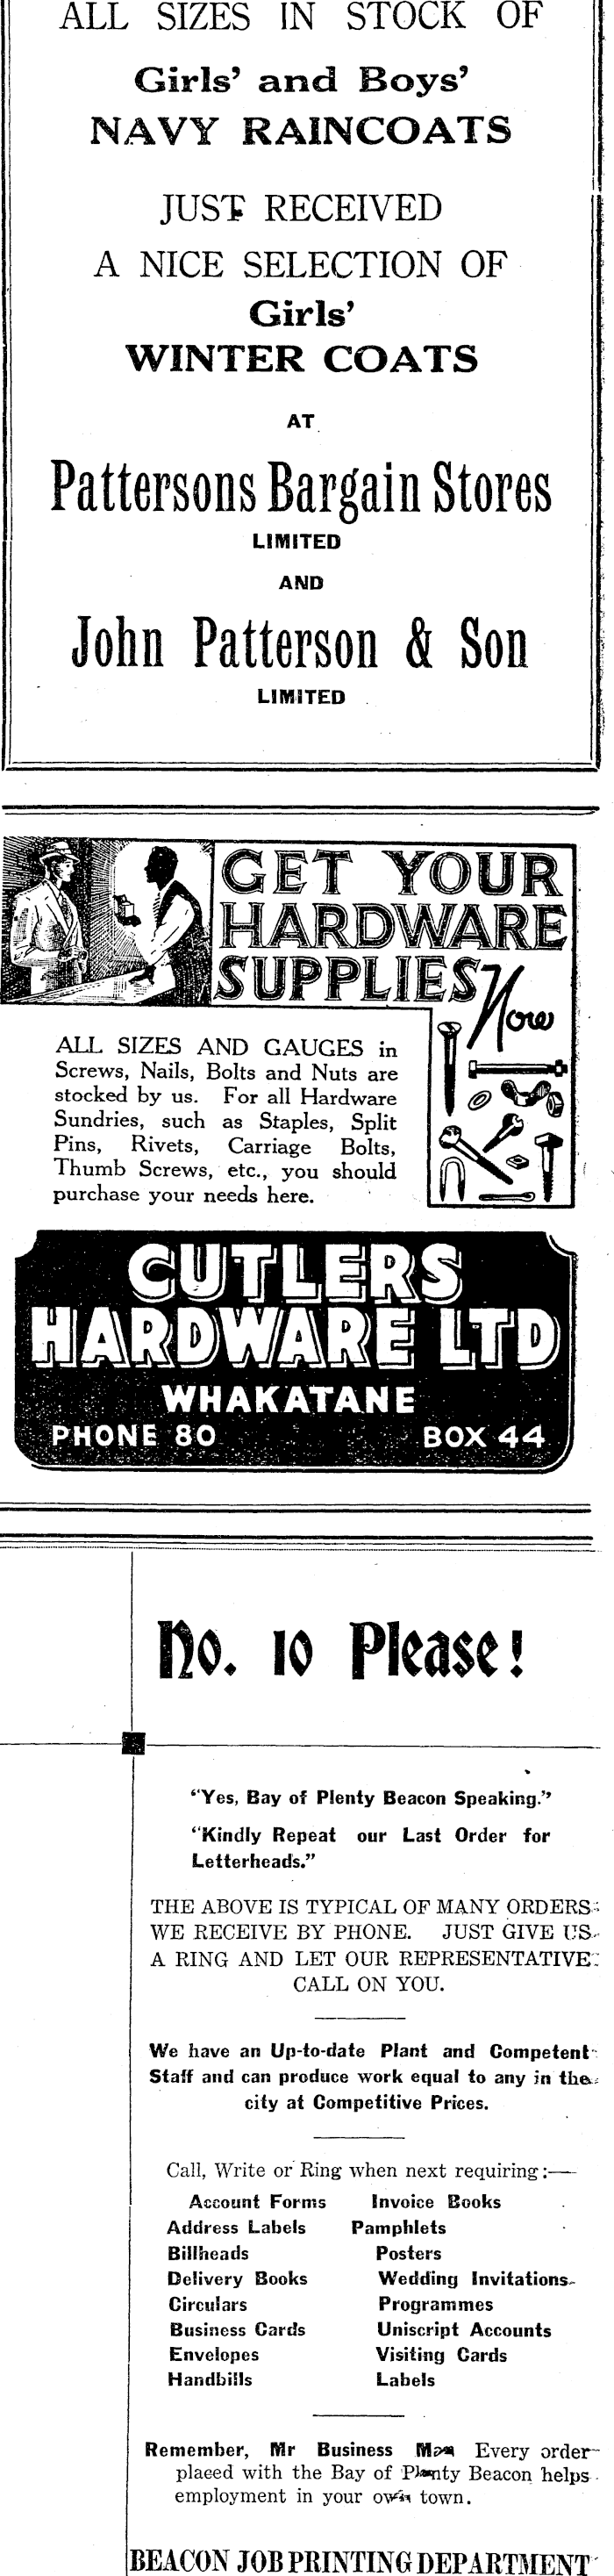 ALL SIZES IN STOCK OF
Girls' and Boys'
NAVY RAINCOATS
JUST RECEIVED
A NICE SELECTION OF
Girls'
WINTER COATS
AT
Pattersons Bargain Stores
LIMITED
AND
John Patterson & Son
LIMITED
GET YOUR
HARDWARE
SUPPLIES
Now
ALL SIZES AND GAUGES in
Screws, Nails, Bolts and Nuts are
stocked by us. For all Hardware
Sundries, such as Staples, Split
Pins, Rivets, Carriage Bolts,
Thumb Screws, etc., you should
purchase your needs here.
CUTLERS
HARDWARE LTD
WHAKATANE
PHONE 80 BOX 44
No. 10 Please!
"Yes, Bay of Plenty Beacon Speaking."
"Kindly Repeat our Last Order for
Letterheads."
THE ABOVE IS TYPICAL OF MANY ORDERS
WE RECEIVE BY PHONE. JUST GIVE US
A RING AND LET OUR REPRESENTATIVE
CALL ON YOU.
We have an Up-to-date Plant and Competent
Staff and can produce work equal to any in the
city at Competitive Prices.
Call, Write or Ring when next requiring:—
Account Forms Invoice Books
Address Labels Pamphlets
Billheads Posters
Delivery Books Wedding Invitations
Circulars Programmes
Business Cards Uniscript Accounts
Envelopes Visiting Cards
Handbills Labels
Remember, Mr Business Man Every order
placed with the Bay of Plenty Beacon helps
employment in your own town.
BEACON JOB PRINTING DEPARTMENT